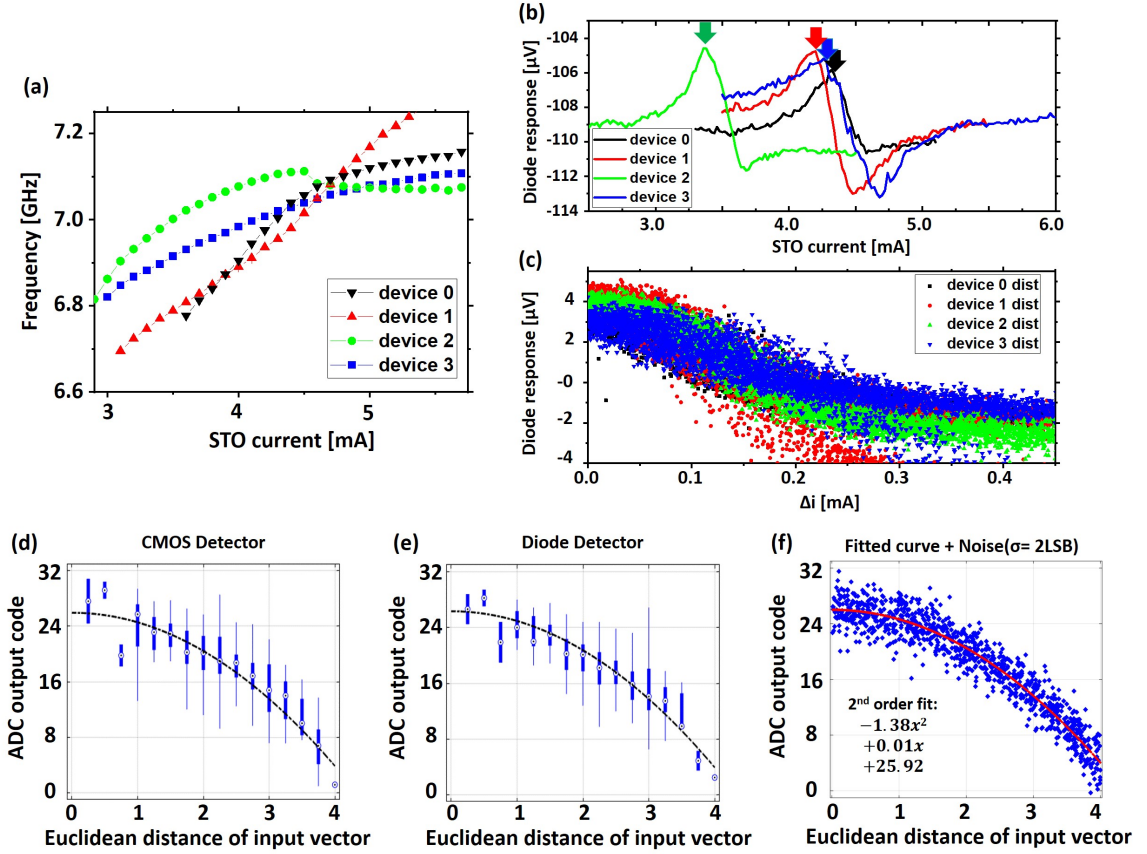 (a)
7.2
7.0
6.8
6.6
Frequency [GHz]
3
4
5
STO current [mA]
device 0
device 1
device 2
device 3
(b)
-104
-106
-108
-110
-112
-114
Diode response [µV]
device 0
device 1
device 2
device 3
3.0
4.0
5.0
6.0
STO current [mA]
(c)
4
2
-0
-2
-4
Diode response [µV]
device 0 dist
device 1 dist
device 2 dist
device 3 dist
0.0
0.1
0.2
0.3
0.4
Δi [mA]
(d)
CMOS Detector
32
24
16
8
0
ADC output code
0
1
2
3
4
Euclidean distance of input vector
(e)
Diode Detector
32
24
16
8
0
ADC output code
0
1
2
3
4
Euclidean distance of input vector
(f)
Fitted curve + Noise(σ= 2LSB)
32
24
16
8
0
ADC output code
2nd order fit:
−1.38x²
+0.01x
+25.92
0
1
2
3
4
Euclidean distance of input vector